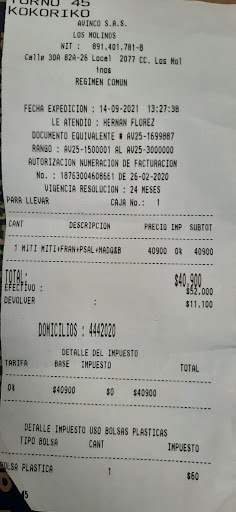 TURNO 45
KOKORIKO
AVINCO S.A.S.
LOS MOLINOS
NIT : 891.401.781-8
Calle 30A 82A-26 Local 2077 CC. Los Mol
inos
REGIMEN COMUN
FECHA EXPEDICION : 14-09-2021 13:27:38
LE ATENDIO : HERNAN FLOREZ
DOCUMENTO EQUIVALENTE # AV25-1699887
RANGO : AV25-1500001 AL AV25-3000000
AUTORIZACION NUMERACION DE FACTURACION
No. : 18763004608661 DE 26-02-2020
VIGENCIA RESOLUCION : 24 MESES
PARA LLEVAR CAJA No.: 1
CANT DESCRIPCION PRECIO IMP SUBTOT
1 MITI MITI+FRAN+PSAL+MADQ&B 40900 0% 40900
TOTAL: $40,900
EFECTIVO : $52.000
DEVOLVER : $11,100
DOMICILIOS : 4442020
DETALLE DEL IMPUESTO
TARIFA BASE IMPUESTO TOTAL
0% $40900 $0 $40900
DETALLE IMPUESTO USO BOLSAS PLASTICAS
TIPO BOLSA CANT IMPUESTO
BOLSA PLASTICA 1 $60
45